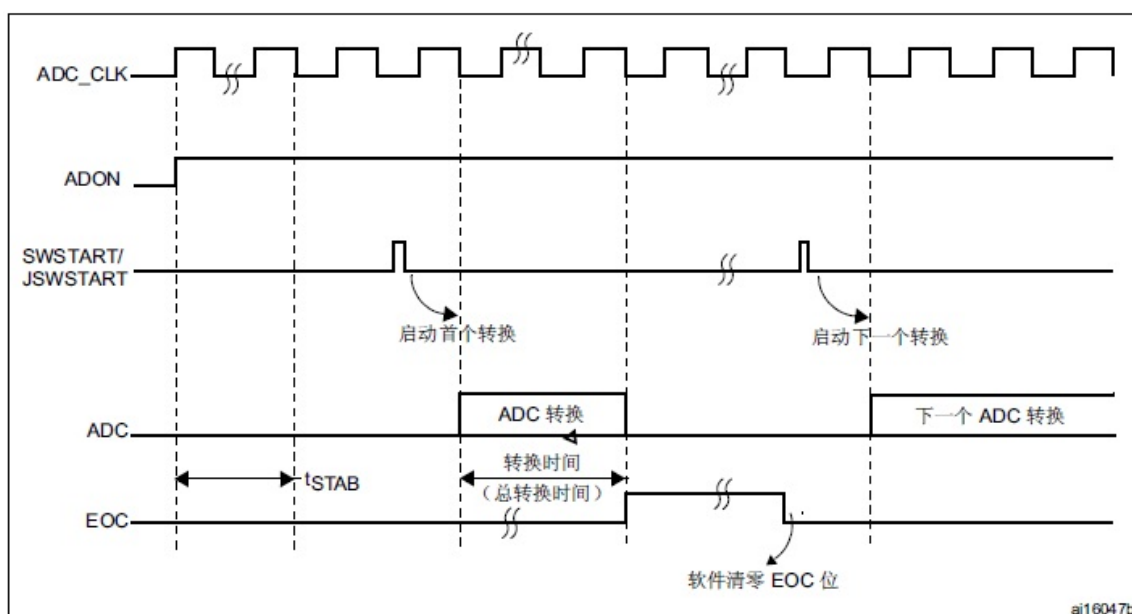 ADC_CLK
ADON
SWSTART/
JSWSTART
启动首个转换
启动下一个转换
ADC
ADC 转换
下一个 ADC 转换
tSTAB
转换时间
（总转换时间）
EOC
软件清零 EOC 位
ai16047b